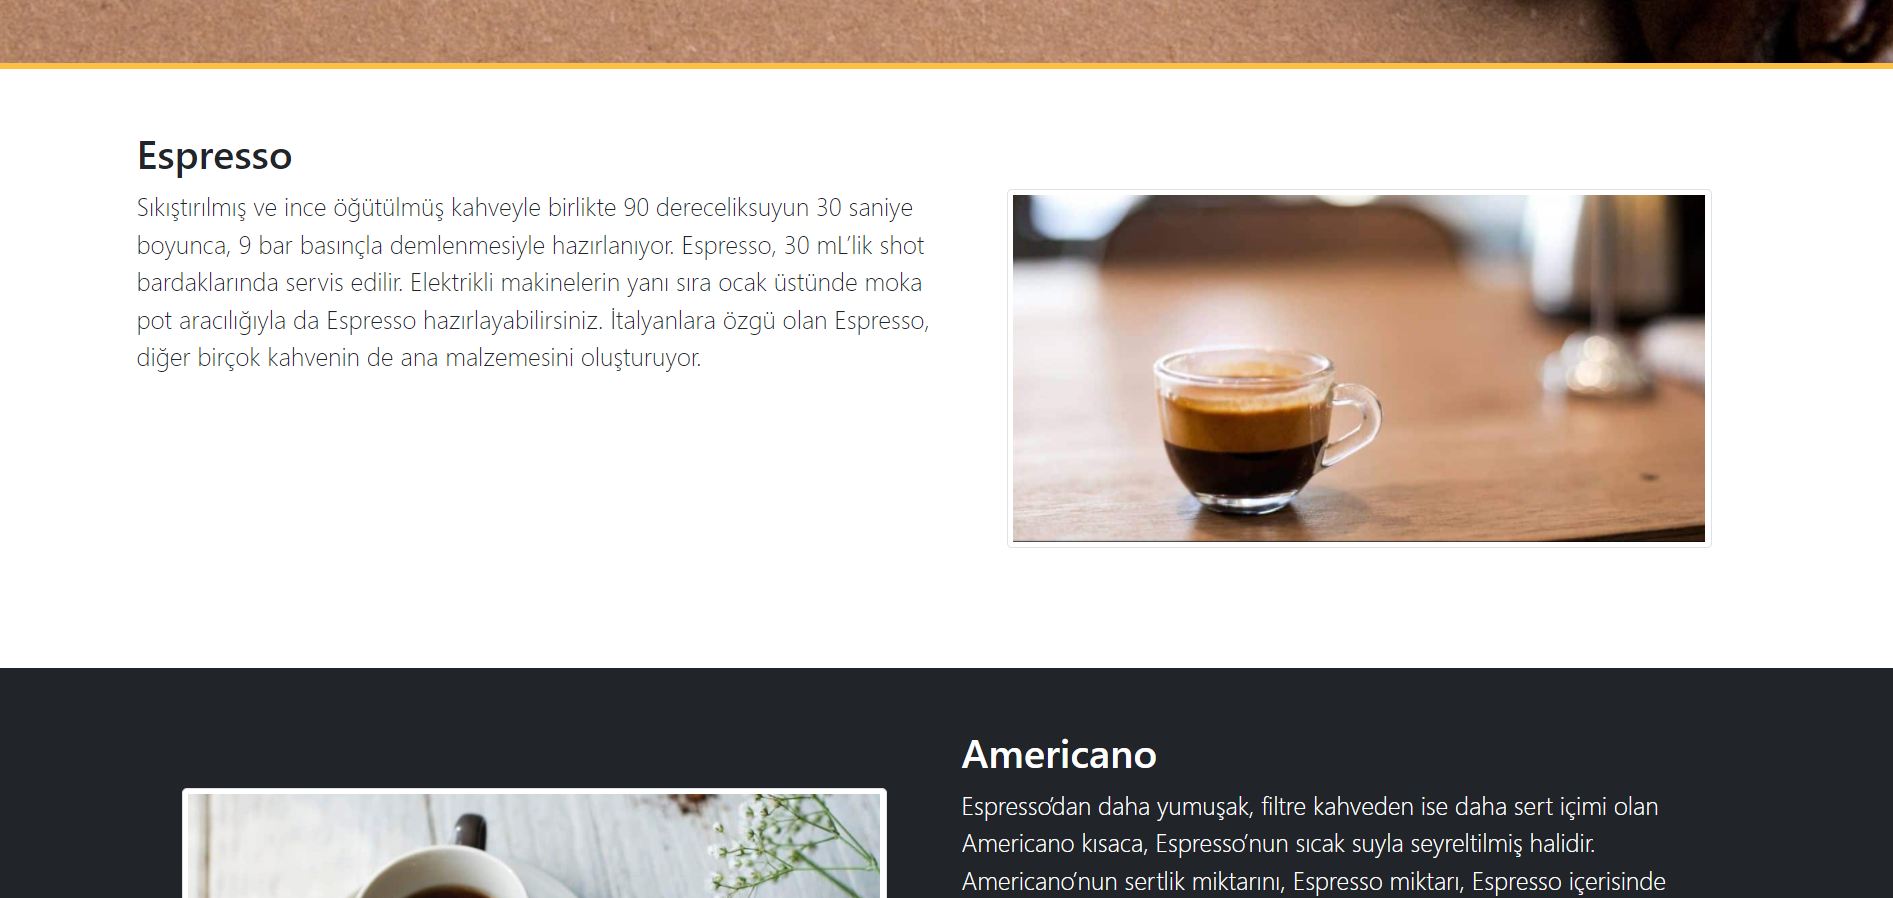 Espresso
Sıkıştırılmış ve ince öğütülmüş kahveyle birlikte 90 dereceliksuyun 30 saniye
boyunca, 9 bar basınçla demlenmesiyle hazırlanıyor. Espresso, 30 mL’lik shot
bardaklarında servis edilir. Elektrikli makinelerin yanı sıra ocak üstünde moka
pot aracılığıyla da Espresso hazırlayabilirsiniz. İtalyanlara özgü olan Espresso,
diğer birçok kahvenin de ana malzemesini oluşturuyor.
Americano
Espresso’dan daha yumuşak, filtre kahveden ise daha sert içimi olan
Americano kısaca, Espresso’nun sıcak suyla seyreltilmiş halidir.
Americano’nun sertlik miktarını, Espresso miktarı, Espresso içerisinde